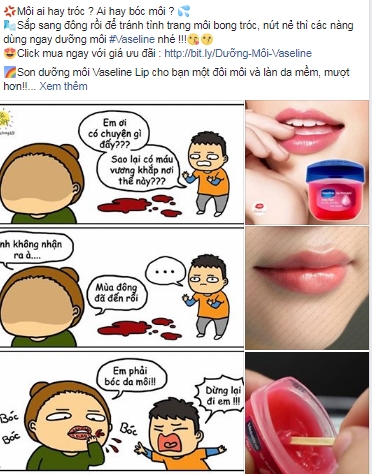 💢Môi ai hay tróc ? Ai hay bóc môi ? 💦
🌬Sắp sang đông rồi để tránh tình trạng môi bong tróc, nứt nẻ thì các nàng
dùng ngay dưỡng môi #Vaseline nhé !!!😘😚
😍Click mua ngay với giá ưu đãi : http://bit.ly/Dưỡng-Môi-Vaseline
🌈Son dưỡng môi Vaseline Lip cho bạn một đôi môi và làn da mềm, mượt
hơn!!... Xem thêm
Em ơi
có chuyện gì
đấy???
Sao lại có máu
vương khắp nơi
thế này???
Vaseline
nh không nhận
ra à....
...
Mùa đông
đã đến rồi
Em phải
bóc da môi!!
Dừng lại
đi em !!!
BÓC
BÓC
BÓC